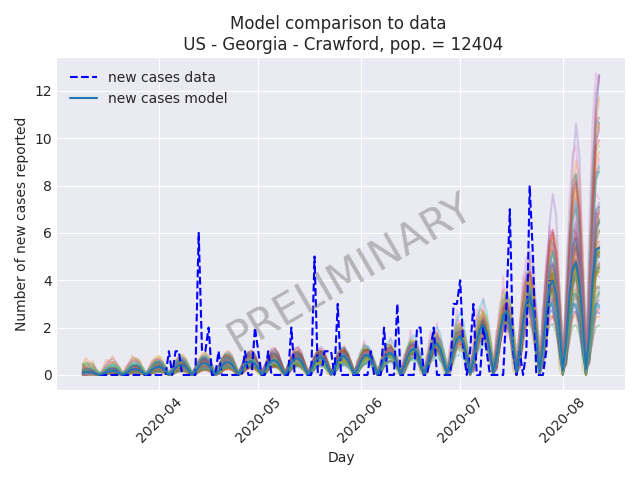 Model comparison to data
US - Georgia - Crawford, pop. = 12404
new cases data
new cases model
Number of new cases reported
12
10
8
6
4
2
0
PRELIMINARY
2020-04
2020-05
2020-06
2020-07
2020-08
Day